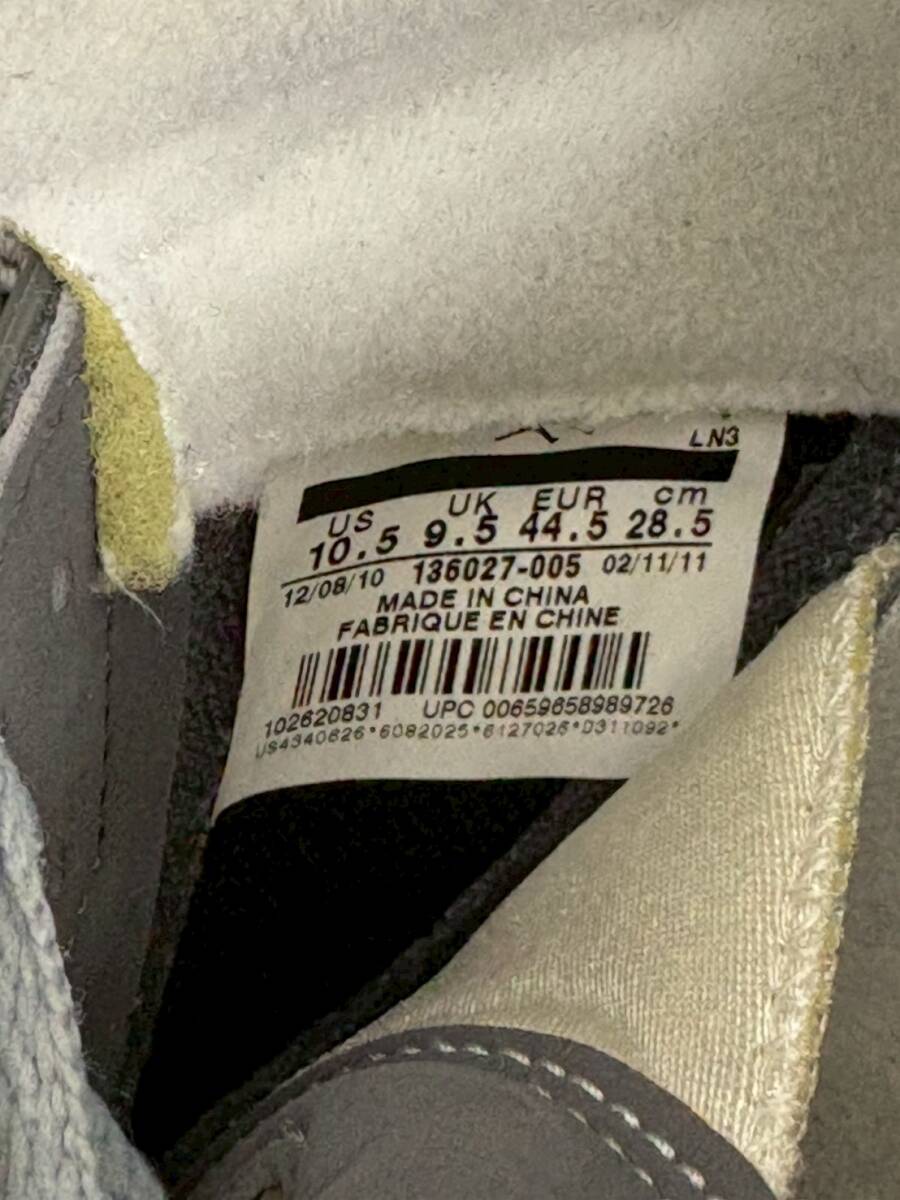 LN3
US UK EUR cm
10.5 9.5 44.5 28.5
12/08/10 136027-005 02/11/11
MADE IN CHINA
FABRIQUE EN CHINE
102620831 UPC 00659658989726
US4340626*6082025*6127026*0311092*